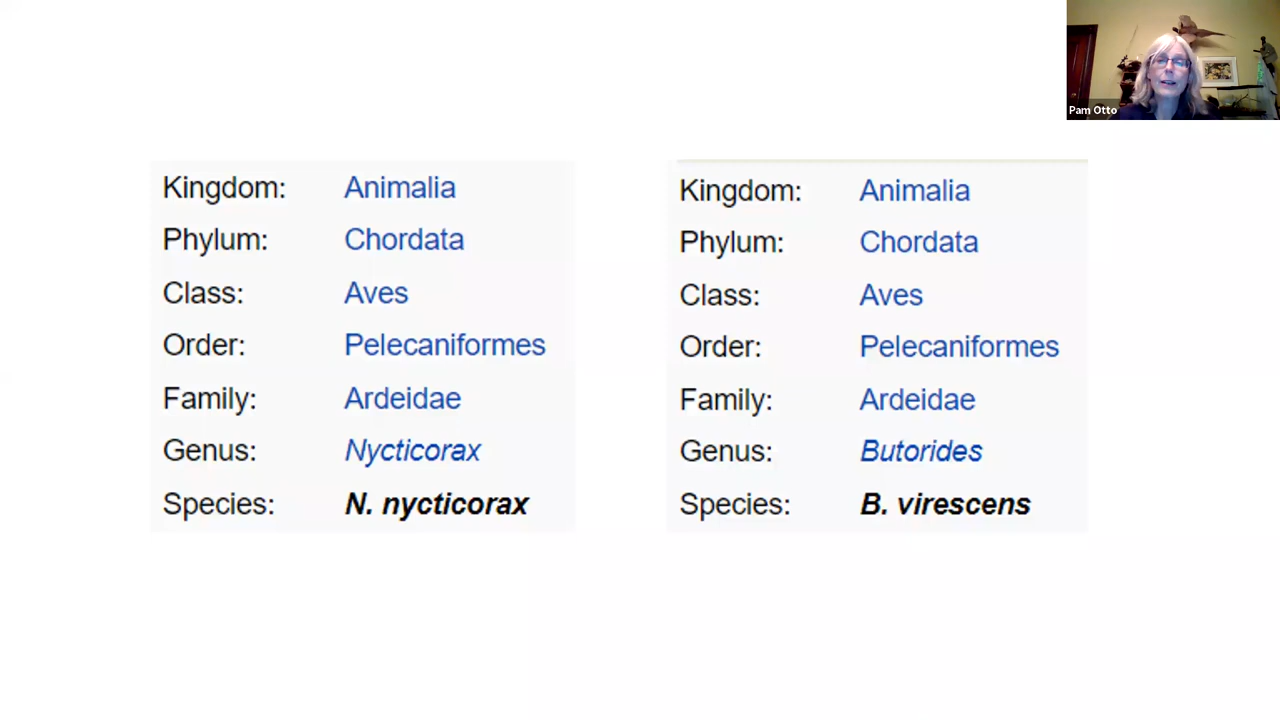 Pam Otto
Kingdom: Animalia
Phylum: Chordata
Class: Aves
Order: Pelecaniformes
Family: Ardeidae
Genus: Nycticorax
Species: N. nycticorax
Kingdom: Animalia
Phylum: Chordata
Class: Aves
Order: Pelecaniformes
Family: Ardeidae
Genus: Butorides
Species: B. virescens